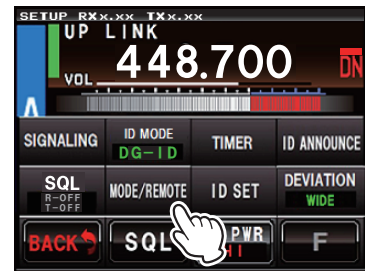 SETUP RXx.xx TXx.xx
UP LINK
VOL 448.700 DN
A
SIGNALING ID MODE TIMER ID ANNOUNCE
DG-ID
SQL MODE/REMOTE ID SET DEVIATION
R-OFF WIDE
T-OFF
BACK SQL PWR F
HI